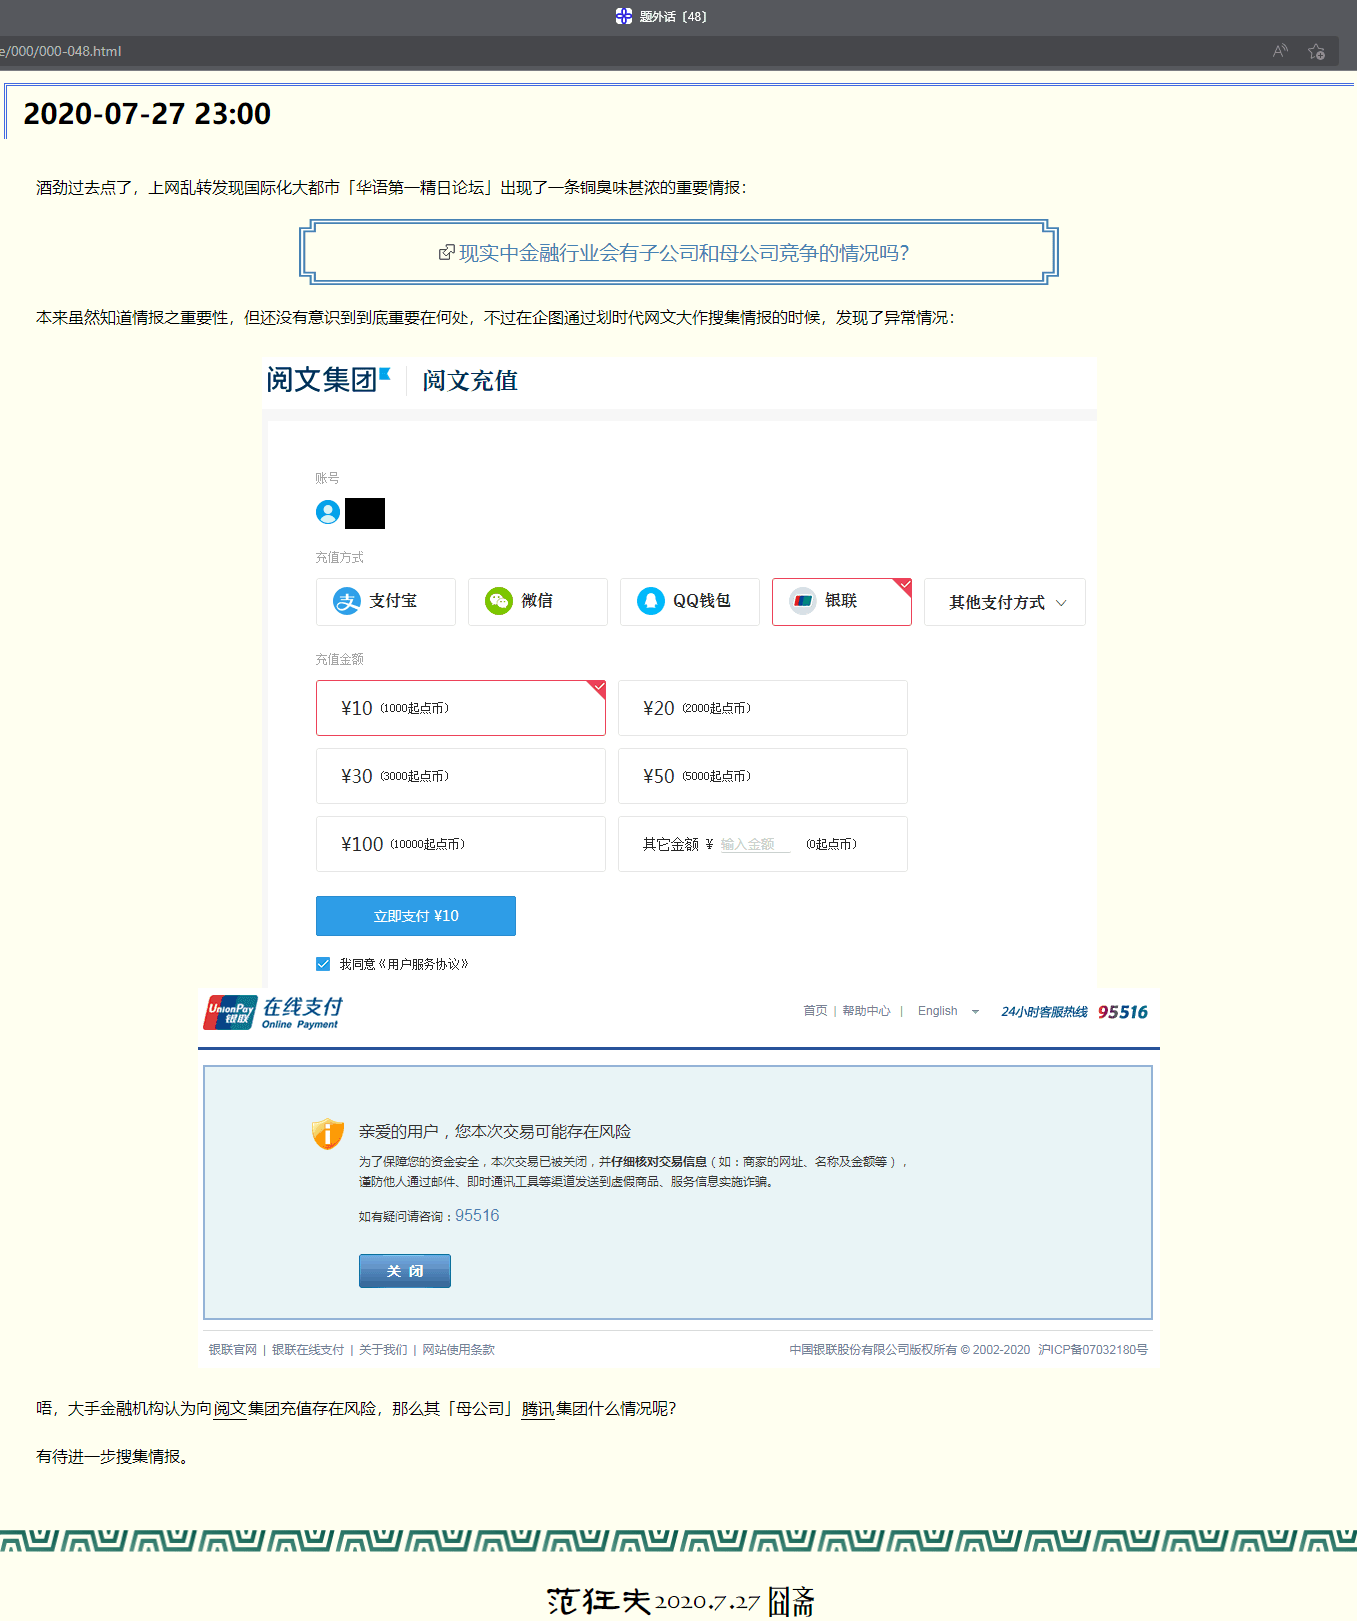 题外话〔48〕
e/000/000-048.html
2020-07-27 23:00
酒劲过去点了，上网乱转发现国际化大都市「华语第一精日论坛」出现了一条铜臭味甚浓的重要情报：
现实中金融行业会有子公司和母公司竞争的情况吗？
本来虽然知道情报之重要性，但还没有意识到到底重要在何处，不过在企图通过划时代网文大作搜集情报的时候，发现了异常情况：
阅文集团 阅文充值
账号
充值方式
支付宝 微信 QQ钱包 银联 其他支付方式
充值金额
¥10 (1000起点币) ¥20 (2000起点币)
¥30 (3000起点币) ¥50 (5000起点币)
¥100 (10000起点币) 其它金额 ¥ 输入金额 (0起点币)
立即支付 ¥10
我同意《用户服务协议》
UnionPay 银联 在线支付 Online Payment 首页 | 帮助中心 | English 24小时客服热线 95516
亲爱的用户，您本次交易可能存在风险
为了保障您的资金安全，本次交易已被关闭，并仔细核对交易信息（如：商家的网址、名称及金额等），
谨防他人通过邮件、即时通讯工具等渠道发送到虚假商品、服务信息实施诈骗。
如有疑问请咨询：95516
关 闭
银联官网 | 银联在线支付 | 关于我们 | 网站使用条款 中国银联股份有限公司版权所有 © 2002-2020 沪ICP备07032180号
唔，大手金融机构认为向阅文集团充值存在风险，那么其「母公司」腾讯集团什么情况呢？
有待进一步搜集情报。
范狂夫2020.7.27 囧斋